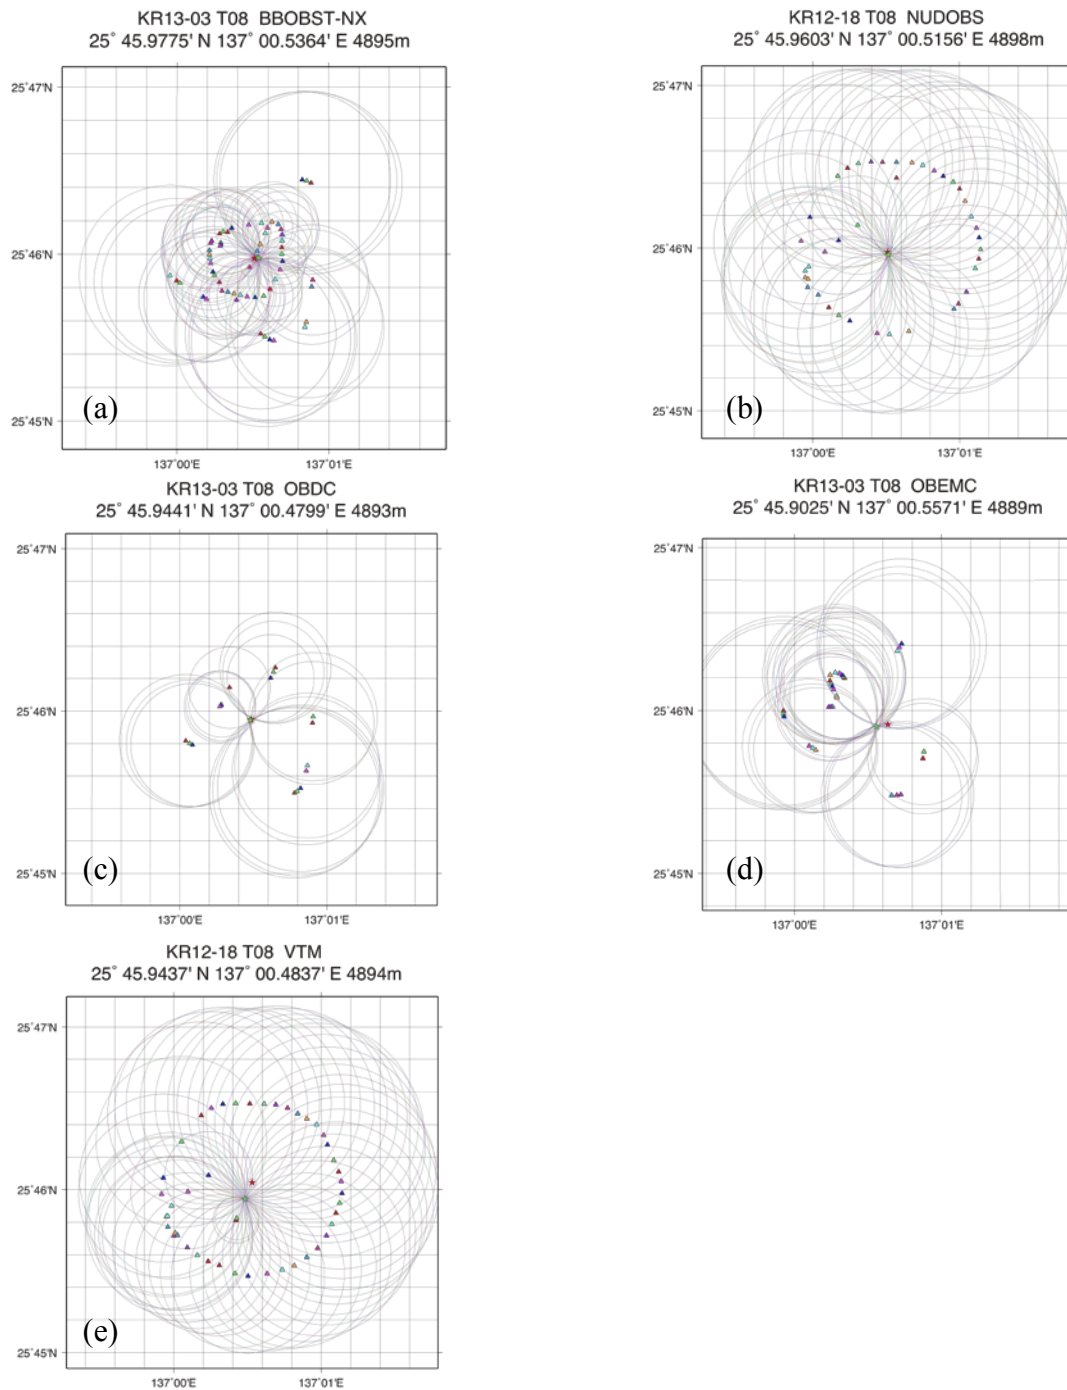 KR13-03 T08 BBOBST-NX
25˚ 45.9775' N 137˚ 00.5364' E 4895m
25˚47'N
25˚46'N
25˚45'N
(a)
137˚00'E
137˚01'E
KR12-18 T08 NUDOBS
25˚ 45.9603' N 137˚ 00.5156' E 4898m
25˚47'N
25˚46'N
25˚45'N
(b)
137˚00'E
137˚01'E
KR13-03 T08 OBDC
25˚ 45.9441' N 137˚ 00.4799' E 4893m
25˚47'N
25˚46'N
25˚45'N
(c)
137˚00'E
137˚01'E
KR13-03 T08 OBEMC
25˚ 45.9025' N 137˚ 00.5571' E 4889m
25˚47'N
25˚46'N
25˚45'N
(d)
137˚00'E
137˚01'E
KR12-18 T08 VTM
25˚ 45.9437' N 137˚ 00.4837' E 4894m
25˚47'N
25˚46'N
25˚45'N
(e)
137˚00'E
137˚01'E